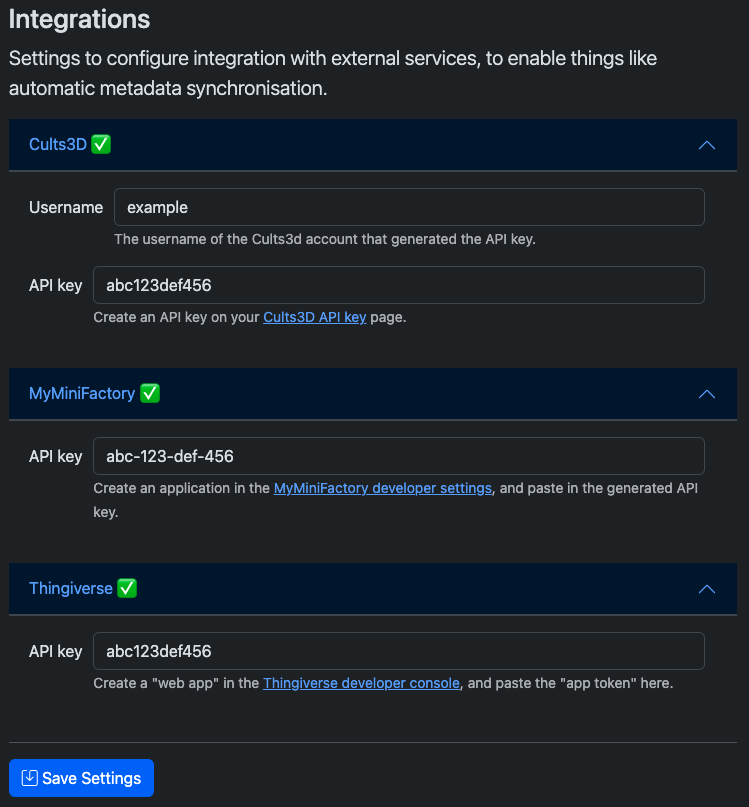 Integrations
Settings to configure integration with external services, to enable things like
automatic metadata synchronisation.
Cults3D ✅
Username example
The username of the Cults3d account that generated the API key.
API key abc123def456
Create an API key on your Cults3D API key page.
MyMiniFactory ✅
API key abc-123-def-456
Create an application in the MyMiniFactory developer settings, and paste in the generated API
key.
Thingiverse ✅
API key abc123def456
Create a "web app" in the Thingiverse developer console, and paste the "app token" here.
Save Settings